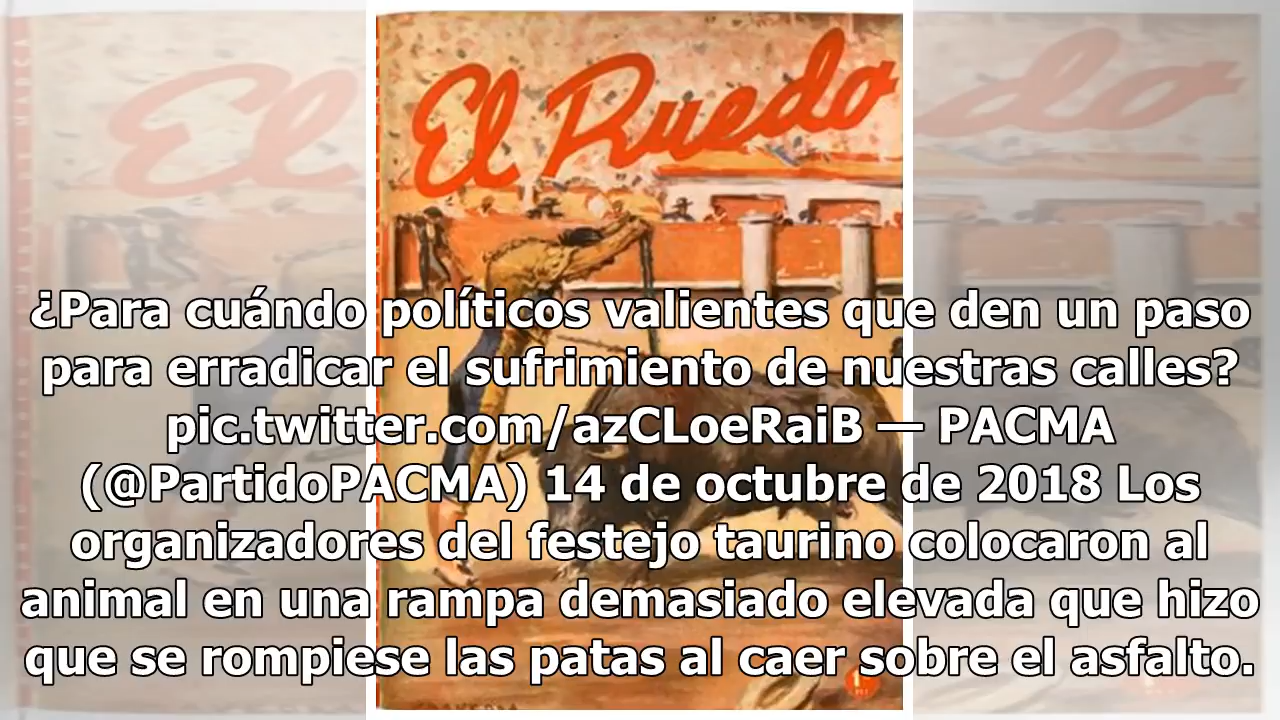 El Ruedo
¿Para cuándo políticos valientes que den un paso
para erradicar el sufrimiento de nuestras calles?
pic.twitter.com/azCLoeRaiB — PACMA
(@PartidoPACMA) 14 de octubre de 2018 Los
organizadores del festejo taurino colocaron al
animal en una rampa demasiado elevada que hizo
que se rompiese las patas al caer sobre el asfalto.